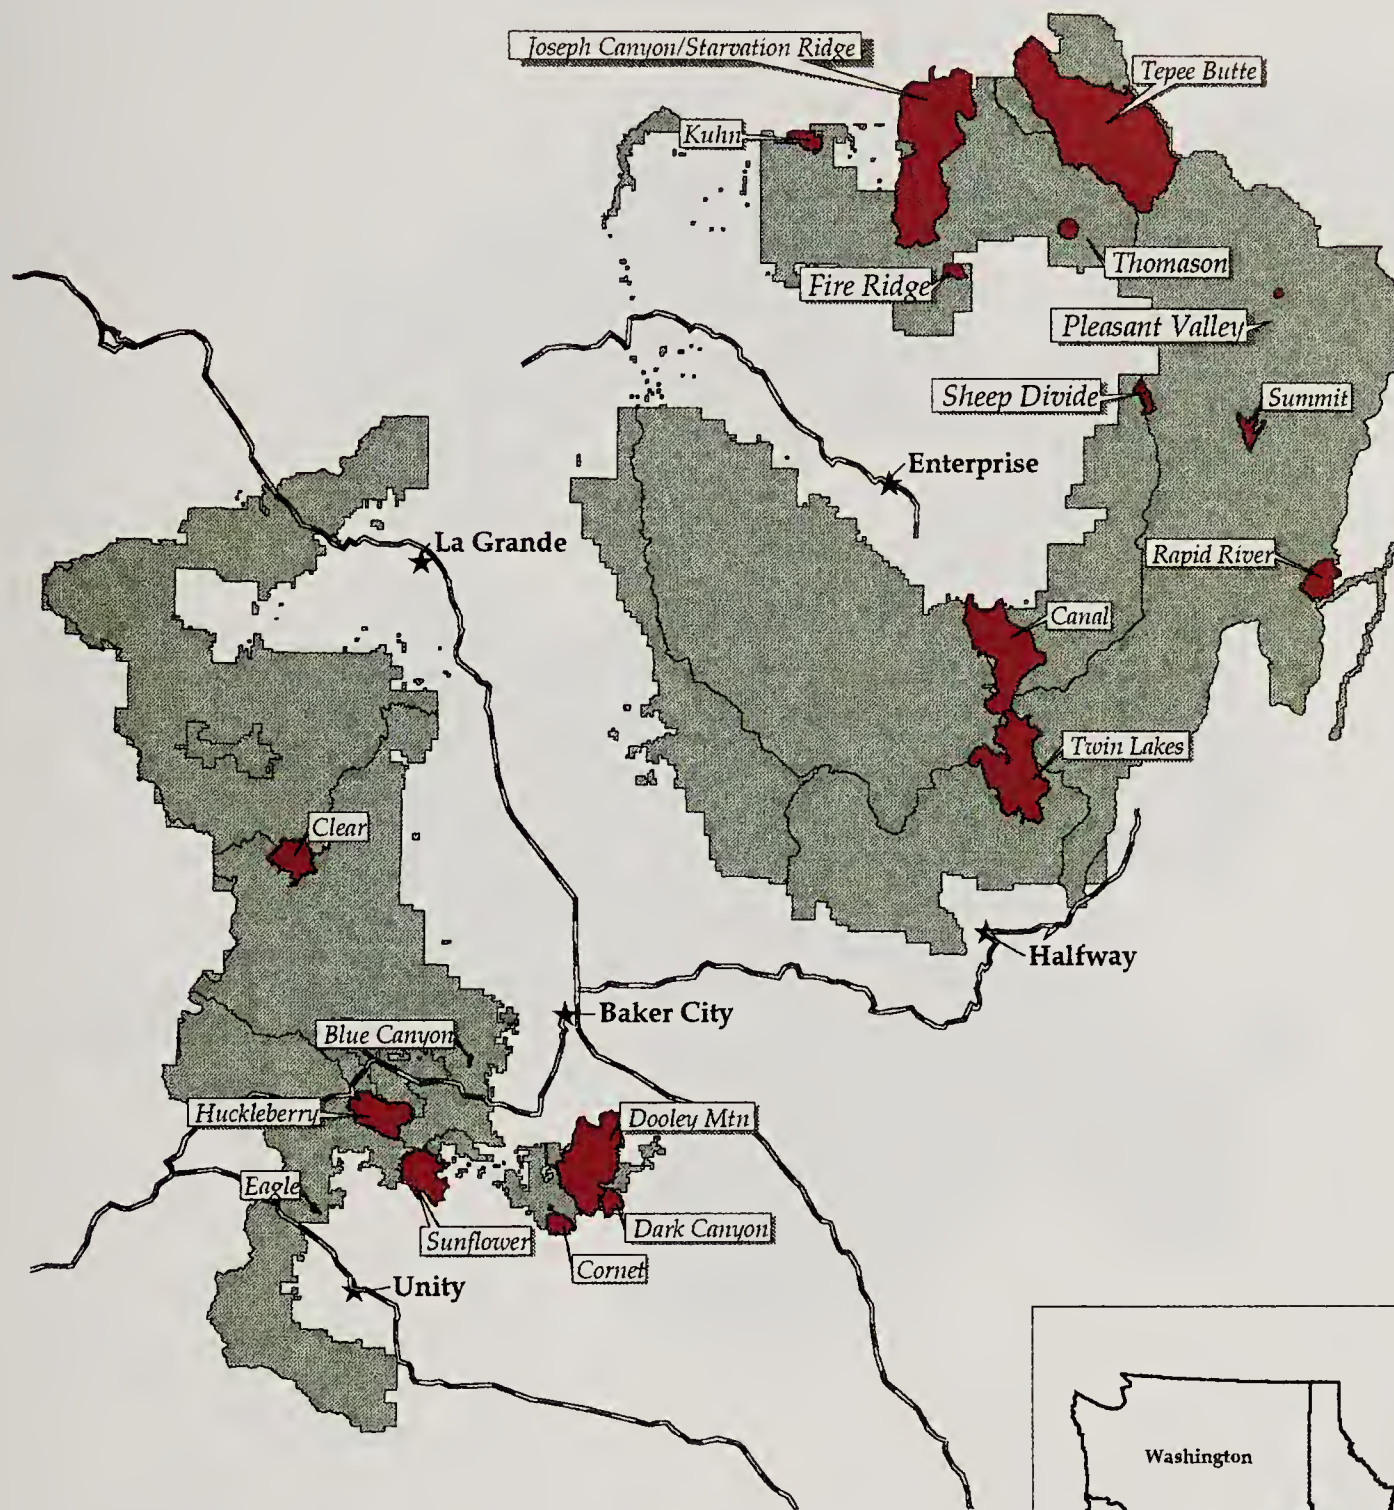 Joseph Canyon/Starvation Ridge
Tepee Butte
Kuhn
Thomason
Fire Ridge
Pleasant Valley
Sheep Divide
Summit
Enterprise
La Grande
Rapid River
Canal
Twin Lakes
Clear
Halfway
Baker City
Blue Canyon
Huckleberry
Dooley Mtn
Eagle
Sunflower
Dark Canyon
Cornet
Unity
Washington